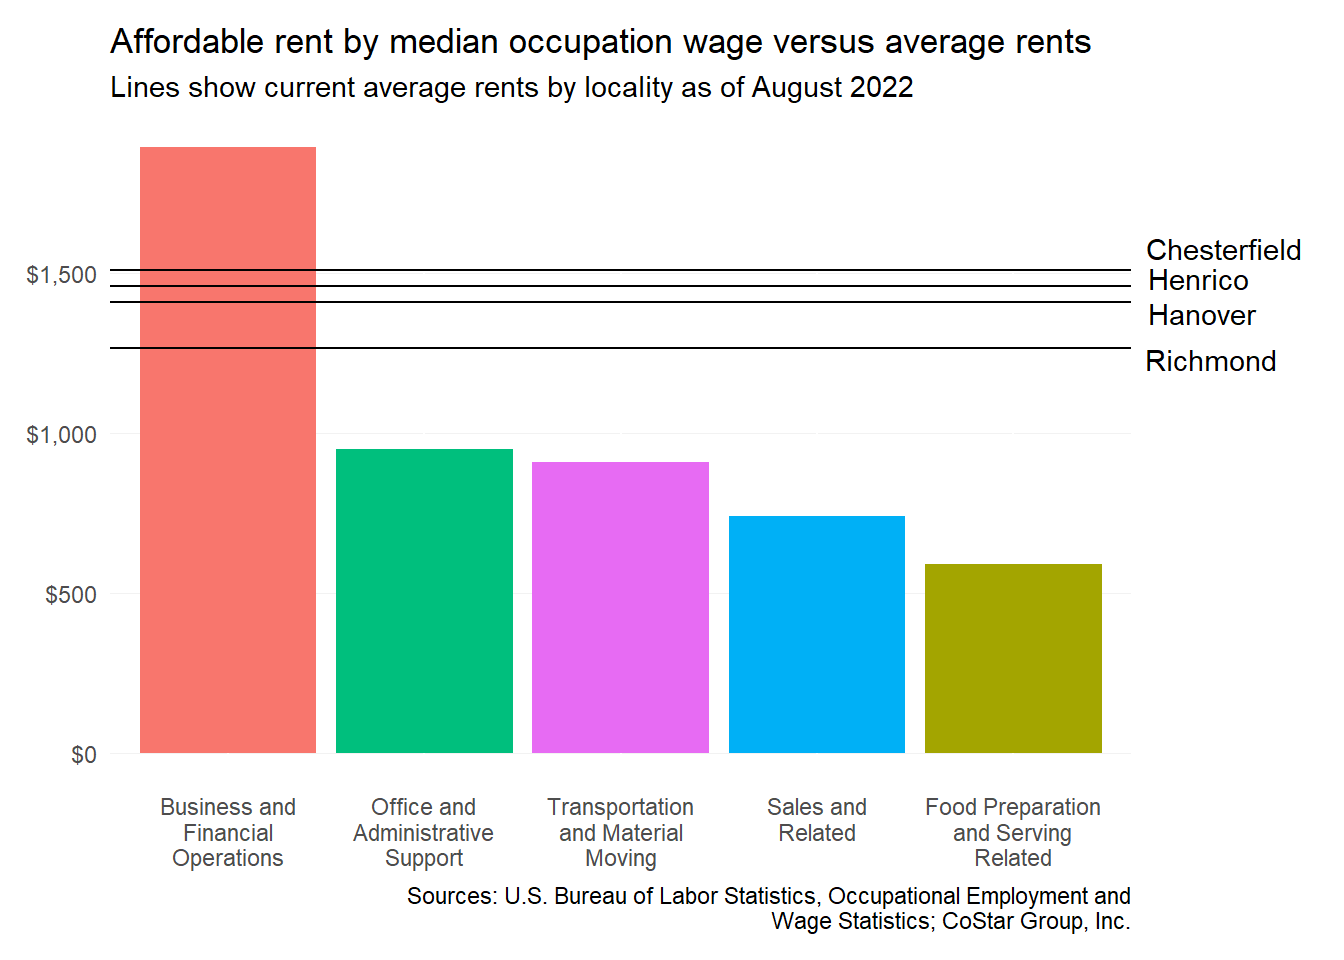 Affordable rent by median occupation wage versus average rents
Lines show current average rents by locality as of August 2022
Chesterfield
$1,500
Henrico
Hanover
Richmond
$1,000
$500
$0
Business and
Financial
Operations
Office and
Administrative
Support
Transportation
and Material
Moving
Sales and
Related
Food Preparation
and Serving
Related
Sources: U.S. Bureau of Labor Statistics, Occupational Employment and
Wage Statistics; CoStar Group, Inc.